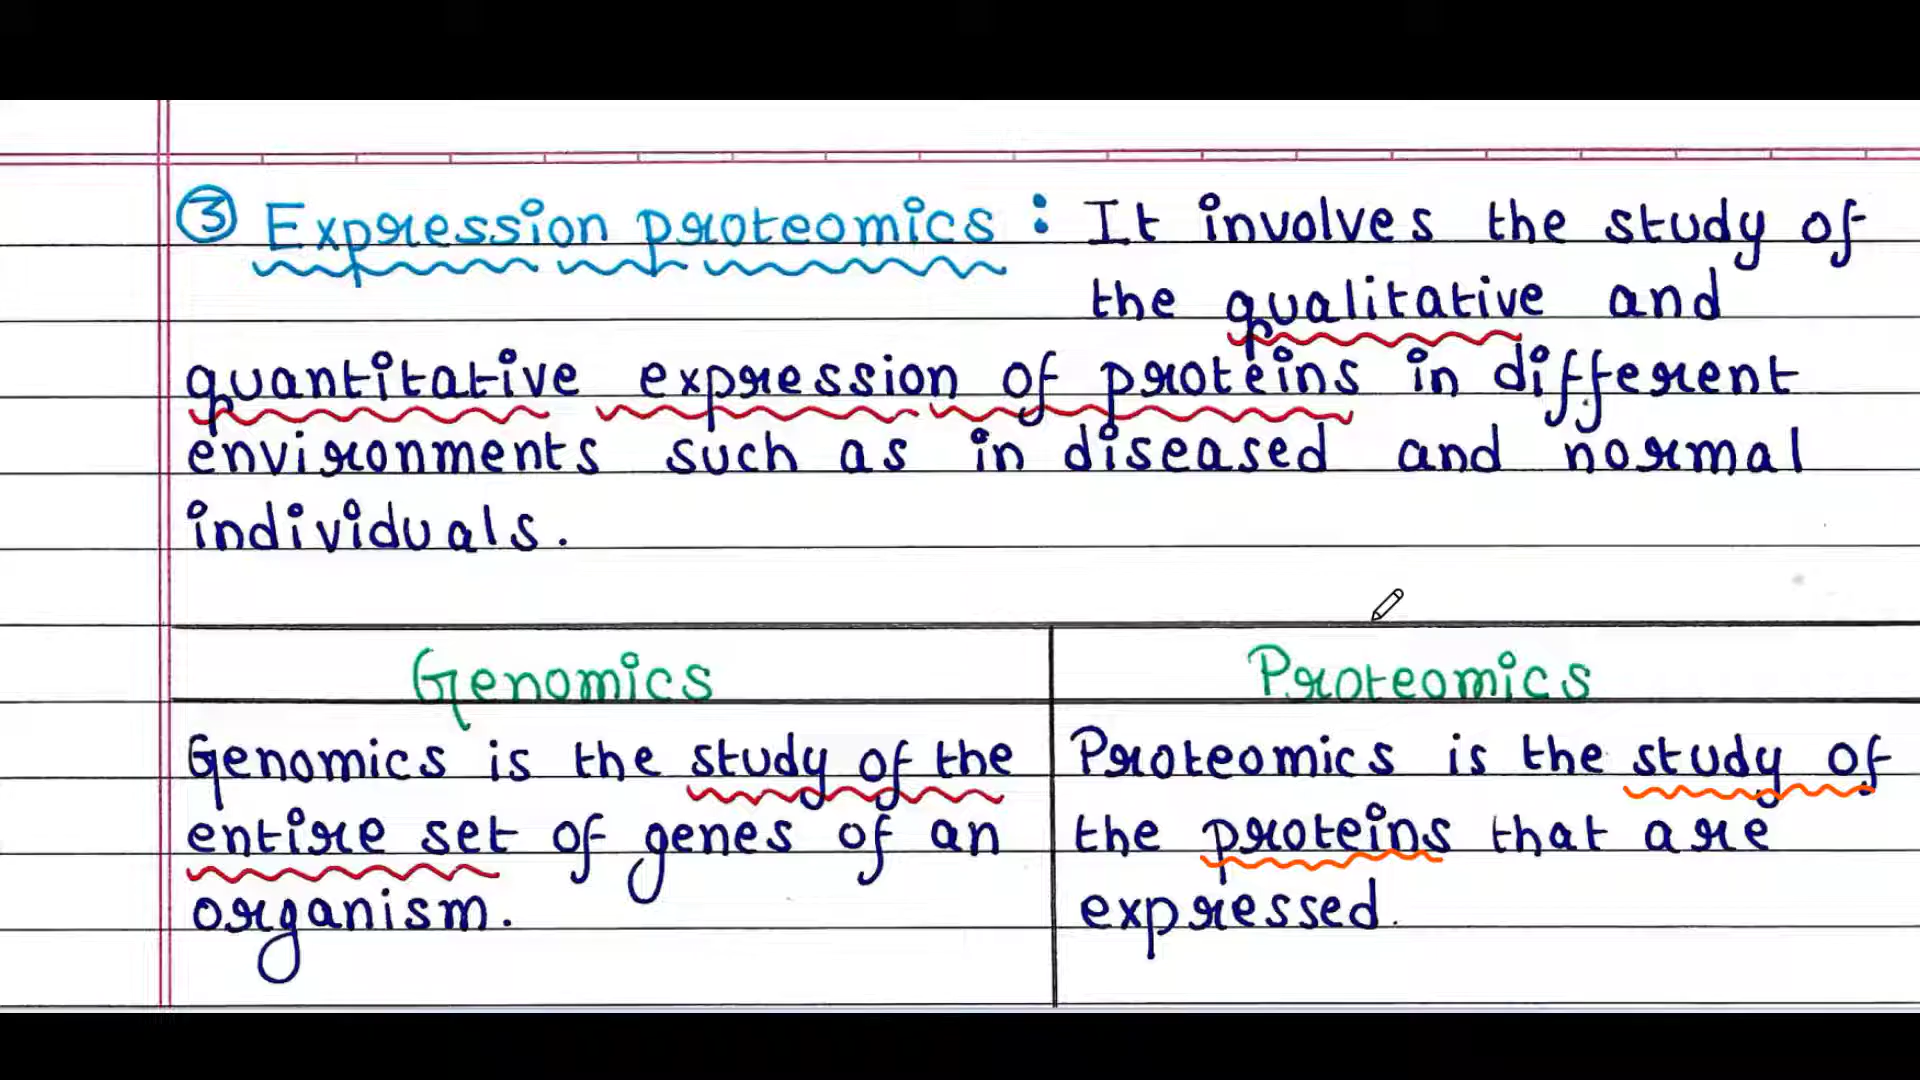 ③ Expression proteomics : It involves the study of
the qualitative and
quantitative expression of proteins in different
environments such as in diseased and normal
individuals.
Genomics
Proteomics
Genomics is the study of the
entire set of genes of an
organism.
Proteomics is the study of
the proteins that are
expressed.